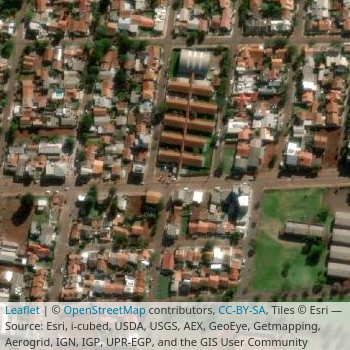 Leaflet | © OpenStreetMap contributors, CC-BY-SA, Tiles © Esri —
Source: Esri, i-cubed, USDA, USGS, AEX, GeoEye, Getmapping,
Aerogrid, IGN, IGP, UPR-EGP, and the GIS User Community